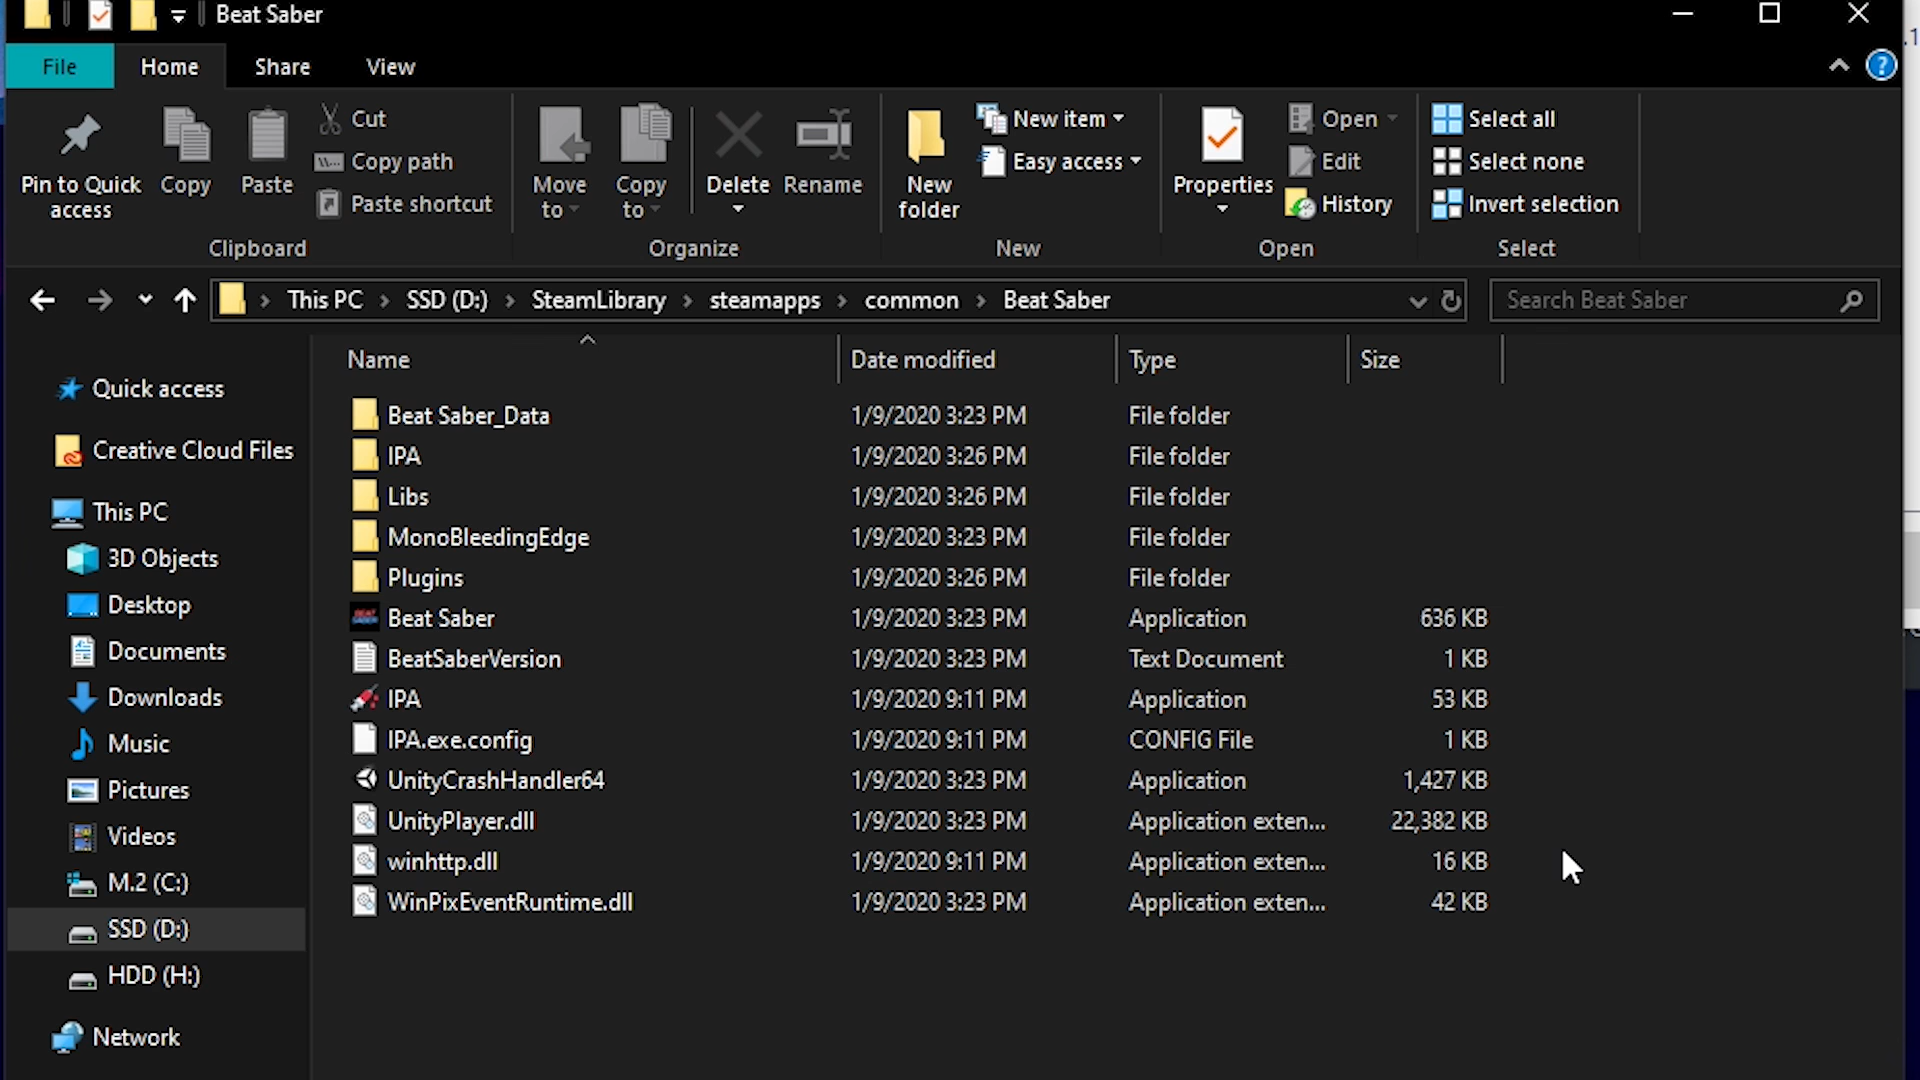 Beat Saber
File Home Share View
Pin to Quick access
Copy
Paste
Cut
Copy path
Paste shortcut
Clipboard
Move to
Copy to
Delete
Rename
Organize
New folder
New item
Easy access
New
Properties
Open
Edit
History
Open
Select all
Select none
Invert selection
Select
This PC > SSD (D:) > SteamLibrary > steamapps > common > Beat Saber
Search Beat Saber
Quick access
Creative Cloud Files
This PC
3D Objects
Desktop
Documents
Downloads
Music
Pictures
Videos
M.2 (C:)
SSD (D:)
HDD (H:)
Network
Name Date modified Type Size
Beat Saber_Data 1/9/2020 3:23 PM File folder
IPA 1/9/2020 3:26 PM File folder
Libs 1/9/2020 3:26 PM File folder
MonoBleedingEdge 1/9/2020 3:23 PM File folder
Plugins 1/9/2020 3:26 PM File folder
Beat Saber 1/9/2020 3:23 PM Application 636 KB
BeatSaberVersion 1/9/2020 3:23 PM Text Document 1 KB
IPA 1/9/2020 9:11 PM Application 53 KB
IPA.exe.config 1/9/2020 9:11 PM CONFIG File 1 KB
UnityCrashHandler64 1/9/2020 3:23 PM Application 1,427 KB
UnityPlayer.dll 1/9/2020 3:23 PM Application exten... 22,382 KB
winhttp.dll 1/9/2020 9:11 PM Application exten... 16 KB
WinPixEventRuntime.dll 1/9/2020 3:23 PM Application exten... 42 KB